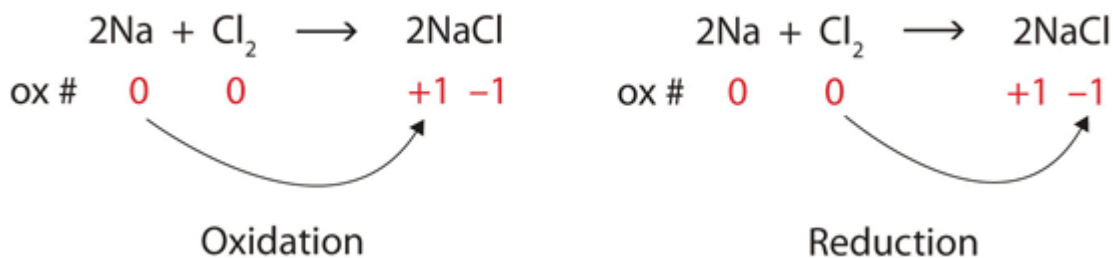 2Na + Cl₂ ⟶ 2NaCl
ox # 0 0 +1 −1
Oxidation
2Na + Cl₂ ⟶ 2NaCl
ox # 0 0 +1 −1
Reduction